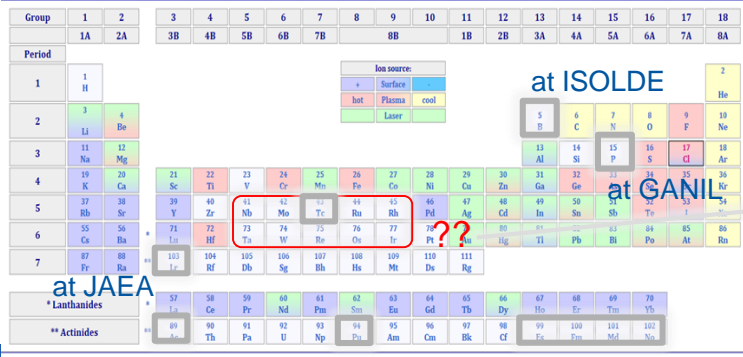 Group 1 2 3 4 5 6 7 8 9 10 11 12 13 14 15 16 17 18
1A 2A 3B 4B 5B 6B 7B 8B 1B 2B 3A 4A 5A 6A 7A 8A
Period
Ion source:
+ Surface -
hot Plasma cool
Laser
at ISOLDE
1
1 2
H He
2
3 4 5 6 7 8 9 10
Li Be B C N O F Ne
3
11 12 13 14 15 16 17 18
Na Mg Al Si P S Cl Ar
at GANIL
4
19 20 21 22 23 24 25 26 27 28 29 30 31 32 34 35 36
K Ca Sc Ti V Cr Mn Fe Co Ni Cu Zn Ga Ge Kr
5
37 38 39 40 41 42 43 44 45 46 47 48 49 50 51
Rb Sr Y Zr Nb Mo Tc Ru Rh Pd Ag Cd In Sn Sb Te I
??
6
55 56 * 71 72 73 74 75 76 77 78 80 81 82 83 84 85 86
Cs Ba Lu Hf Ta W Re Os Ir Pt Au Hg Tl Pb Bi Po At Rn
7
87 88 ** 103 104 105 106 107 108 109 110 111
Fr Ra Lr Rf Db Sg Bh Hs Mt Ds Rg
at JAEA
* Lanthanides * 57 58 59 60 61 62 63 64 65 66 67 68 69 70
La Ce Pr Nd Pm Sm Eu Gd Tb Dy Ho Er Tm Yb
** Actinides ** 89 90 91 92 93 94 95 96 97 98 99 100 101 102
Ac Th Pa U Np Pu Am Cm Bk Cf Es Fm Md No